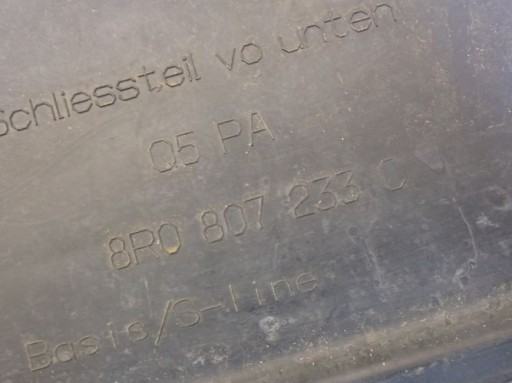 Schliessteil vo unten
Q5 PA
8R0 807 233 C
Basis/S-line